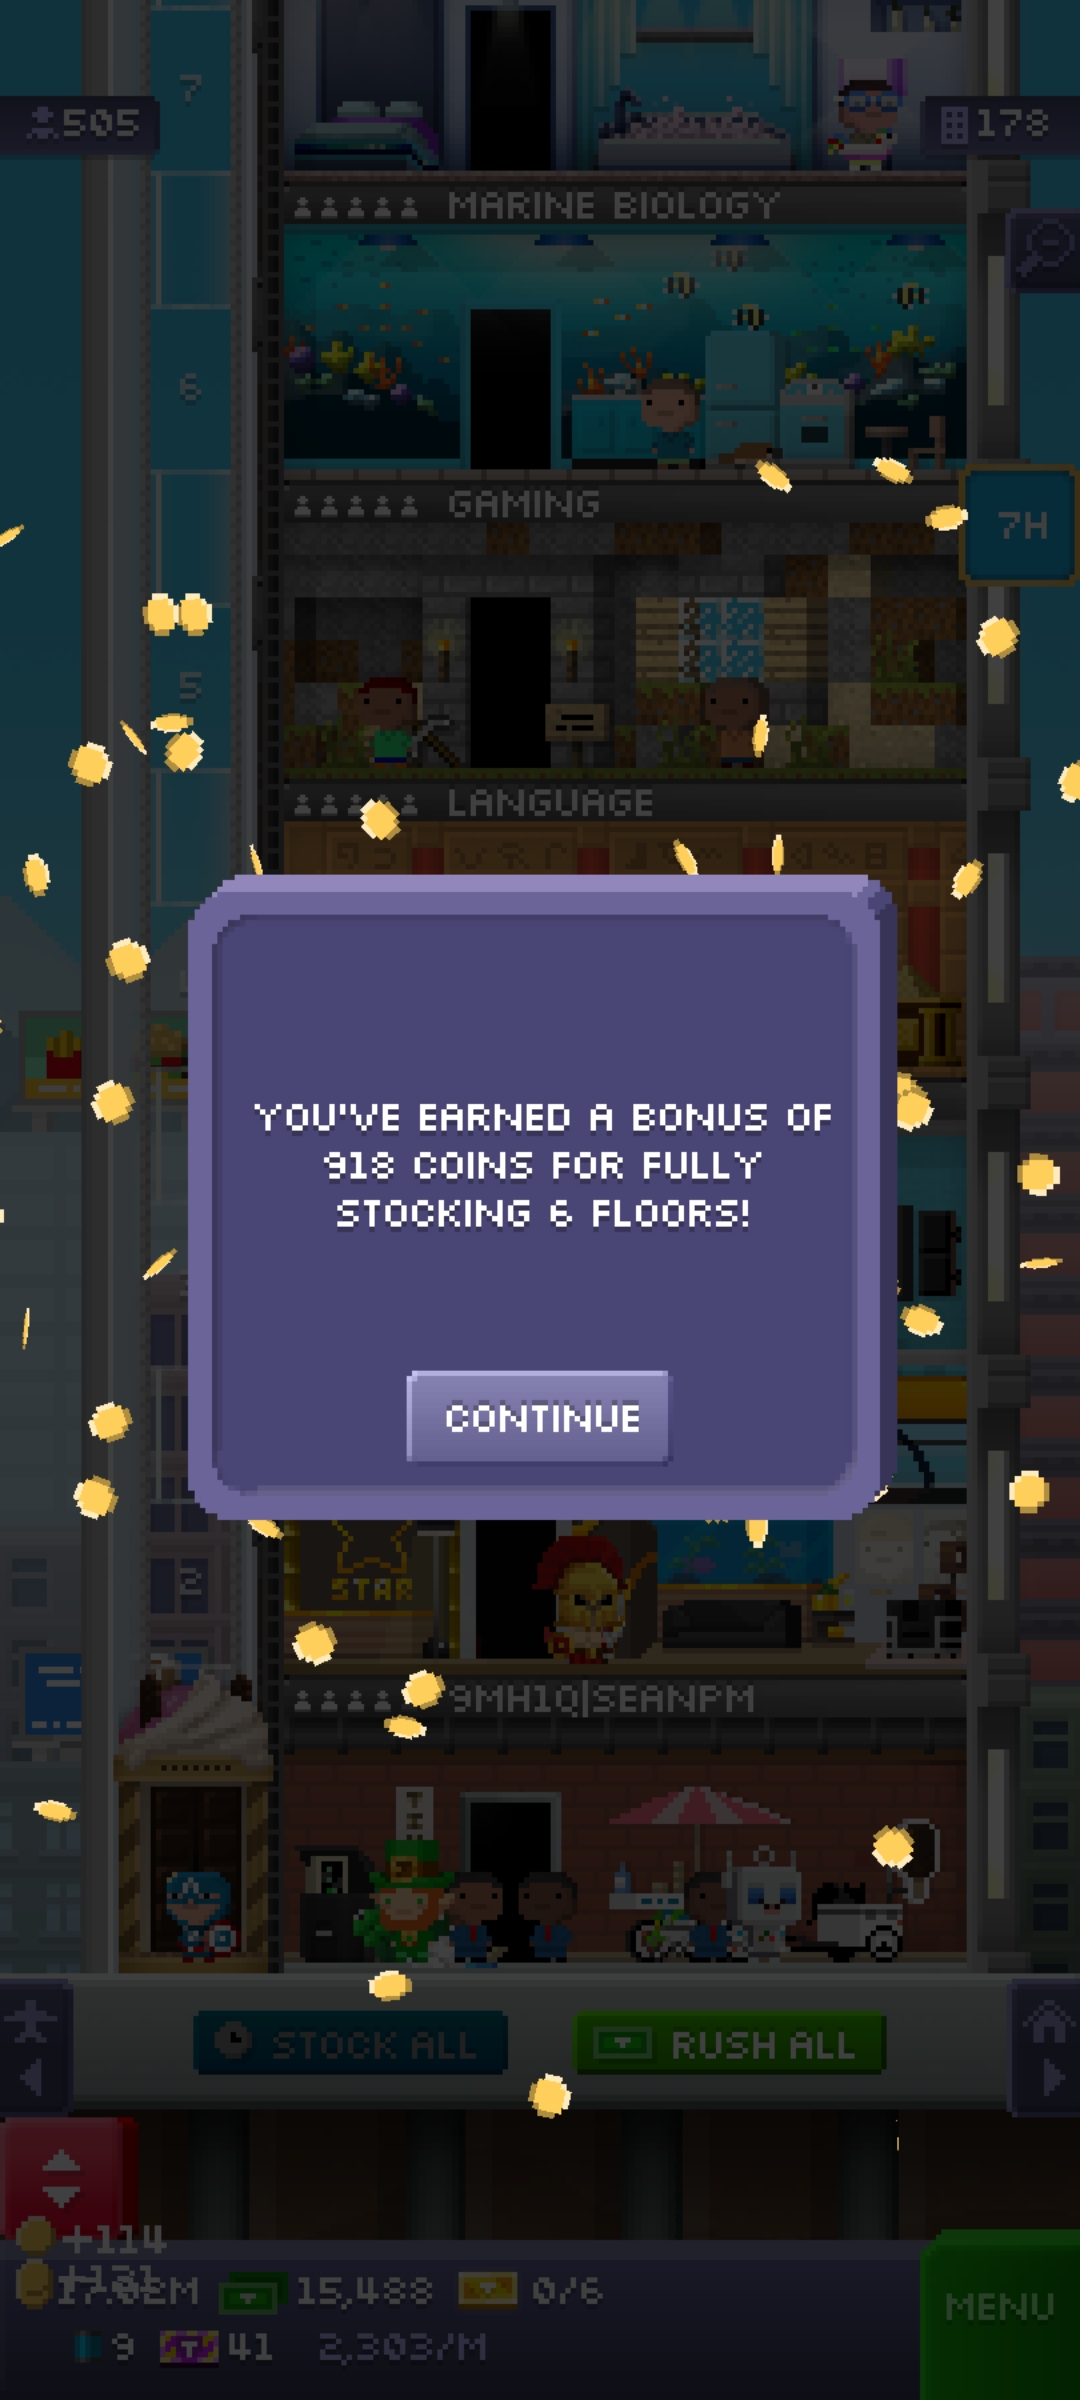 7
505
178
MARINE BIOLOGY
6
GAMING
7H
5
LANGUAGE
YOU'VE EARNED A BONUS OF
918 COINS FOR FULLY
STOCKING 6 FLOORS!
CONTINUE
2
STAR
9MH1Q|SEANPM
STOCK ALL
RUSH ALL
+114
15,488
0/6
MENU
9
41
2,303/M